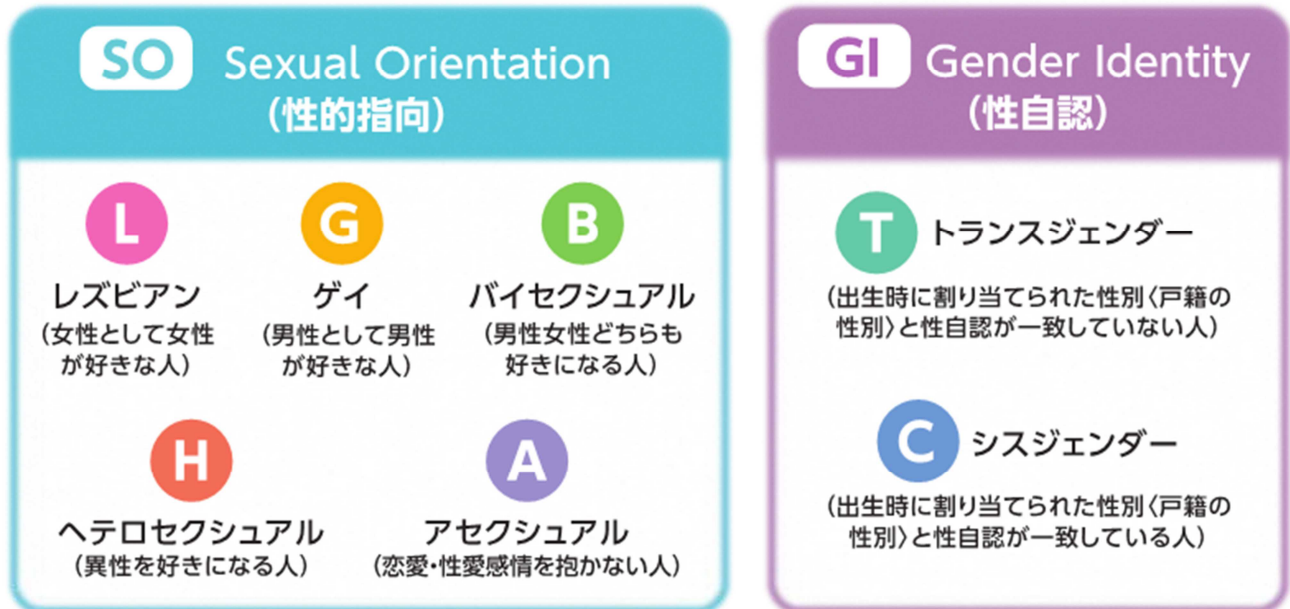 SO Sexual Orientation
(性的指向)
L
G
B
レズビアン
ゲイ
バイセクシュアル
(女性として女性
が好きな人)
(男性として男性
が好きな人)
(男性女性どちらも
好きになる人)
H
A
ヘテロセクシュアル
アセクシュアル
(異性を好きになる人)
(恋愛・性愛感情を抱かない人)
GI Gender Identity
(性自認)
T トランスジェンダー
(出生時に割り当てられた性別〈戸籍の
性別〉と性自認が一致していない人)
C シスジェンダー
(出生時に割り当てられた性別〈戸籍の
性別〉と性自認が一致している人)